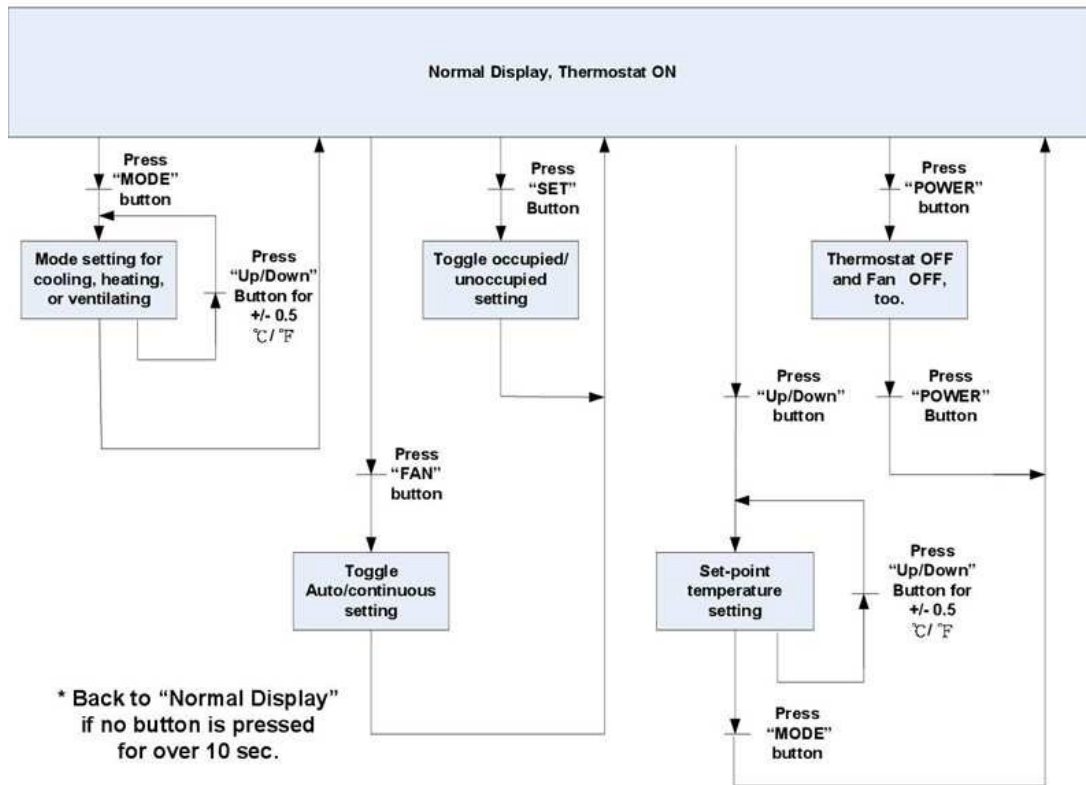 Normal Display, Thermostat ON
Press
“MODE”
button
Mode setting for
cooling, heating,
or ventilating
Press
“Up/Down”
Button for
+/- 0.5
℃/ ℉
Press
“FAN”
button
Toggle
Auto/continuous
setting
Press
“SET”
Button
Toggle occupied/
unoccupied
setting
Press
“Up/Down”
button
Set-point
temperature
setting
Press
“Up/Down”
Button for
+/- 0.5
℃/ ℉
Press
“MODE”
button
Press
“POWER”
button
Thermostat OFF
and Fan OFF,
too.
Press
“POWER”
Button
* Back to “Normal Display”
if no button is pressed
for over 10 sec.